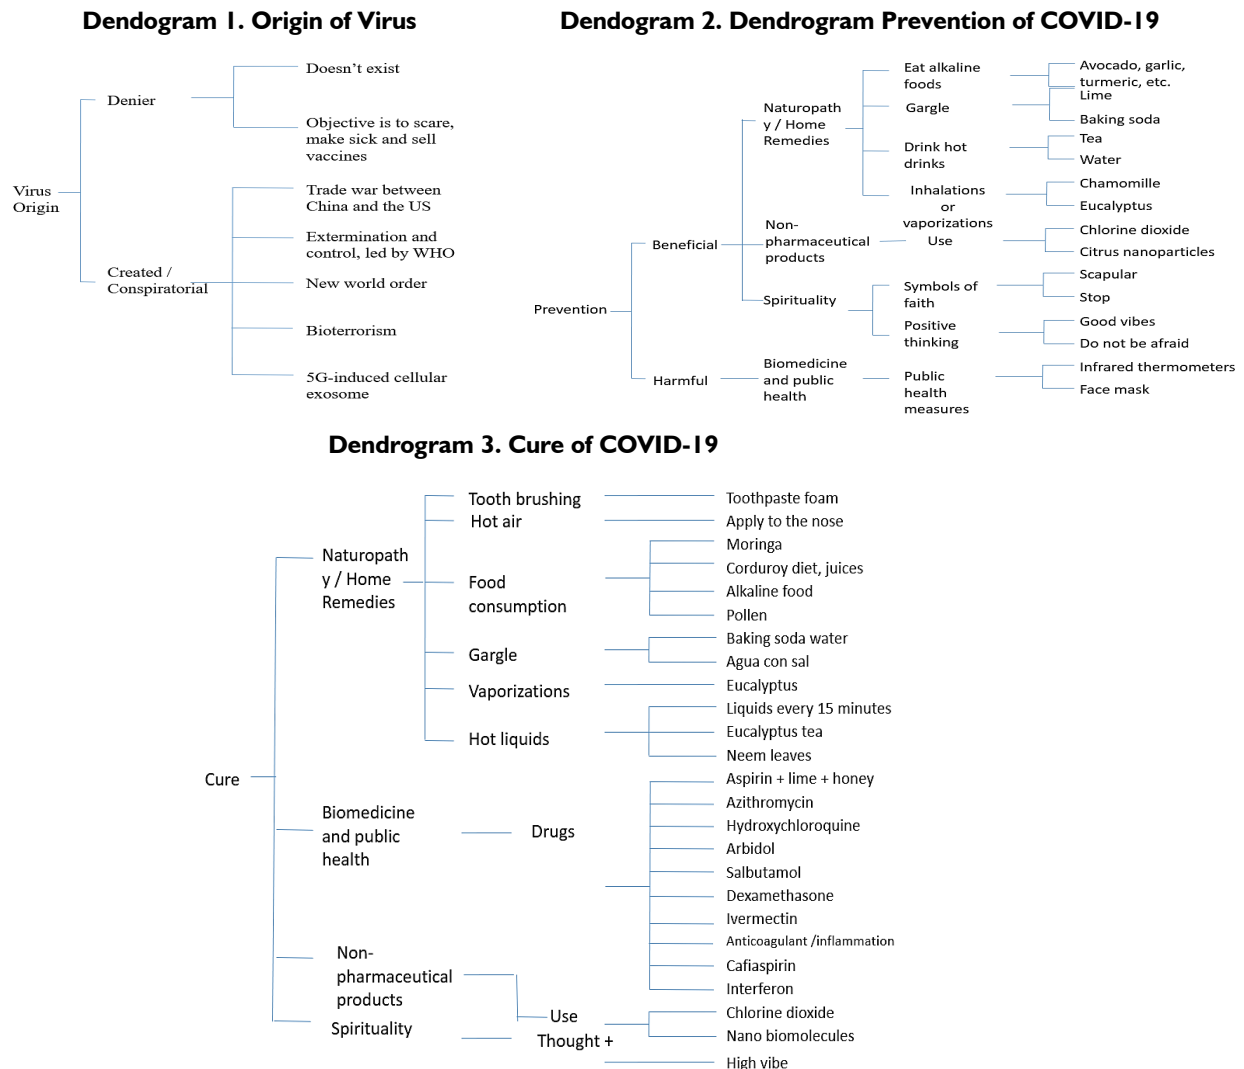 Dendogram 1. Origin of Virus
Virus
Origin
Denier
Doesn’t exist
Objective is to scare,
make sick and sell
vaccines
Created /
Conspiratorial
Trade war between
China and the US
Extermination and
control, led by WHO
New world order
Bioterrorism
5G-induced cellular
exosome
Dendogram 2. Dendrogram Prevention of COVID-19
Prevention
Beneficial
Naturopath
y / Home
Remedies
Eat alkaline
foods
Avocado, garlic,
turmeric, etc.
Gargle
Lime
Baking soda
Drink hot
drinks
Tea
Water
Inhalations
or
vaporizations
Chamomille
Eucalyptus
Non-
pharmaceutical
products
Use
Chlorine dioxide
Citrus nanoparticles
Spirituality
Symbols of
faith
Scapular
Stop
Positive
thinking
Good vibes
Do not be afraid
Harmful
Biomedicine
and public
health
Public
health
measures
Infrared thermometers
Face mask
Dendrogram 3. Cure of COVID-19
Cure
Naturopath
y / Home
Remedies
Tooth brushing
Toothpaste foam
Hot air
Apply to the nose
Food
consumption
Moringa
Corduroy diet, juices
Alkaline food
Pollen
Gargle
Baking soda water
Agua con sal
Vaporizations
Eucalyptus
Hot liquids
Liquids every 15 minutes
Eucalyptus tea
Neem leaves
Biomedicine
and public
health
Drugs
Aspirin + lime + honey
Azithromycin
Hydroxychloroquine
Arbidol
Salbutamol
Dexamethasone
Ivermectin
Anticoagulant /inflammation
Cafiaspirin
Interferon
Non-
pharmaceutical
products
Use
Chlorine dioxide
Nano biomolecules
Spirituality
Thought +
High vibe